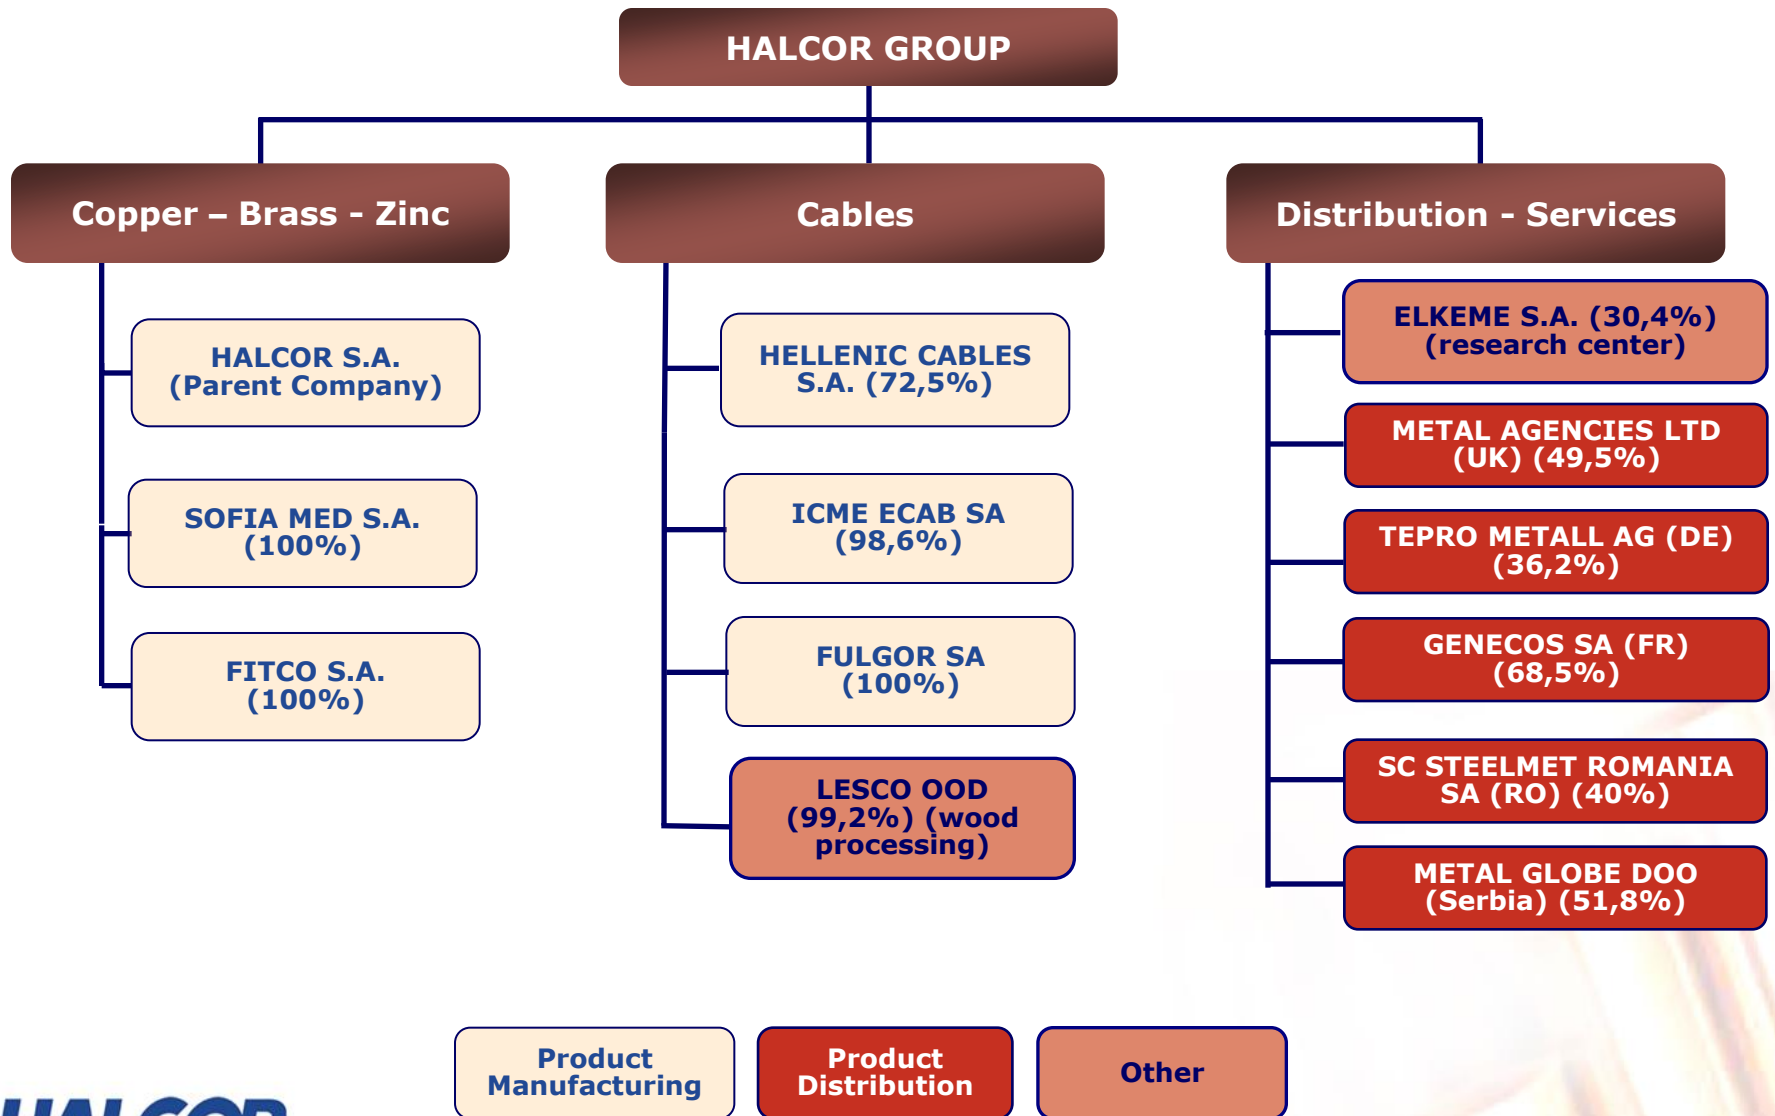 HALCOR GROUP
Copper – Brass - Zinc
HALCOR S.A.
(Parent Company)
SOFIA MED S.A.
(100%)
FITCO S.A.
(100%)
Cables
HELLENIC CABLES
S.A. (72,5%)
ICME ECAB SA
(98,6%)
FULGOR SA
(100%)
LESCO OOD
(99,2%) (wood
processing)
Distribution - Services
ELKEME S.A. (30,4%)
(research center)
METAL AGENCIES LTD
(UK) (49,5%)
TEPRO METALL AG (DE)
(36,2%)
GENECOS SA (FR)
(68,5%)
SC STEELMET ROMANIA
SA (RO) (40%)
METAL GLOBE DOO
(Serbia) (51,8%)
Product
Manufacturing
Product
Distribution
Other
HALCOR